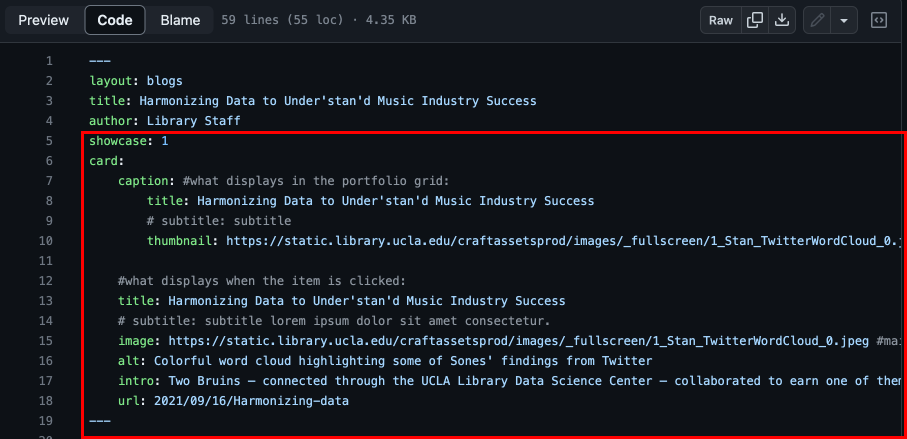 Preview Code Blame 59 lines (55 loc) · 4.35 KB Raw
1 ---
2 layout: blogs
3 title: Harmonizing Data to Under'stan'd Music Industry Success
4 author: Library Staff
5 showcase: 1
6 card:
7 caption: #what displays in the portfolio grid:
8 title: Harmonizing Data to Under'stan'd Music Industry Success
9 # subtitle: subtitle
10 thumbnail: https://static.library.ucla.edu/craftassetsprod/images/_fullscreen/1_Stan_TwitterWordCloud_0.j
11
12 #what displays when the item is clicked:
13 title: Harmonizing Data to Under'stan'd Music Industry Success
14 # subtitle: subtitle lorem ipsum dolor sit amet consectetur.
15 image: https://static.library.ucla.edu/craftassetsprod/images/_fullscreen/1_Stan_TwitterWordCloud_0.jpeg #mai
16 alt: Colorful word cloud highlighting some of Sones' findings from Twitter
17 intro: Two Bruins — connected through the UCLA Library Data Science Center — collaborated to earn one of them
18 url: 2021/09/16/Harmonizing-data
19 ---
20